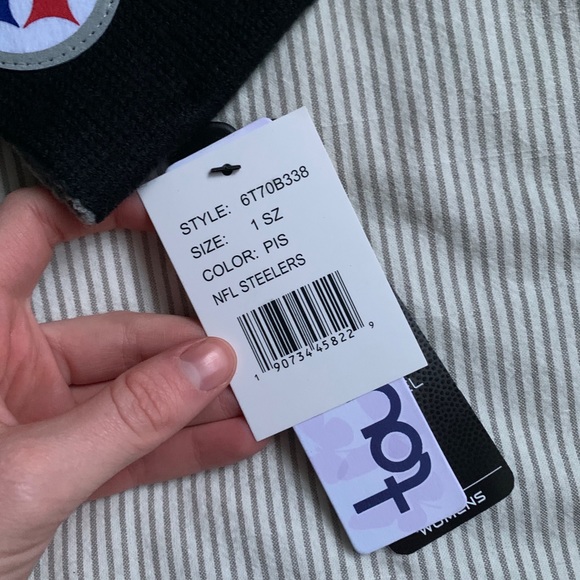 STYLE: 6T70B338
SIZE: 1 SZ
COLOR: PIS
NFL STEELERS
1 90734 45822 9
WOMENS